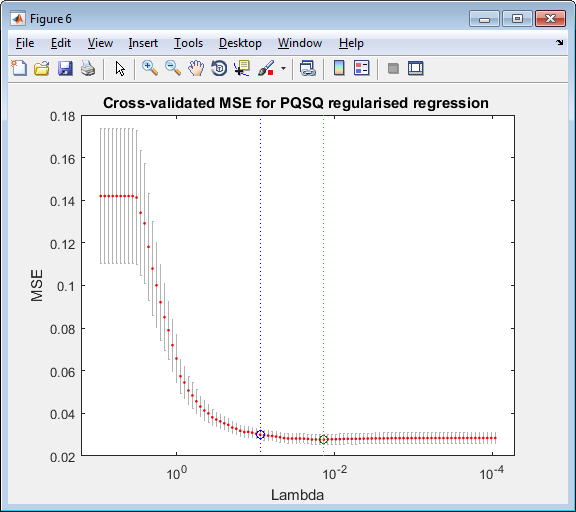 Figure 6
File Edit View Insert Tools Desktop Window Help
Cross-validated MSE for PQSQ regularised regression
0.18
0.16
0.14
0.12
0.1
0.08
0.06
0.04
0.02
MSE
10^0 10^-2 10^-4
Lambda